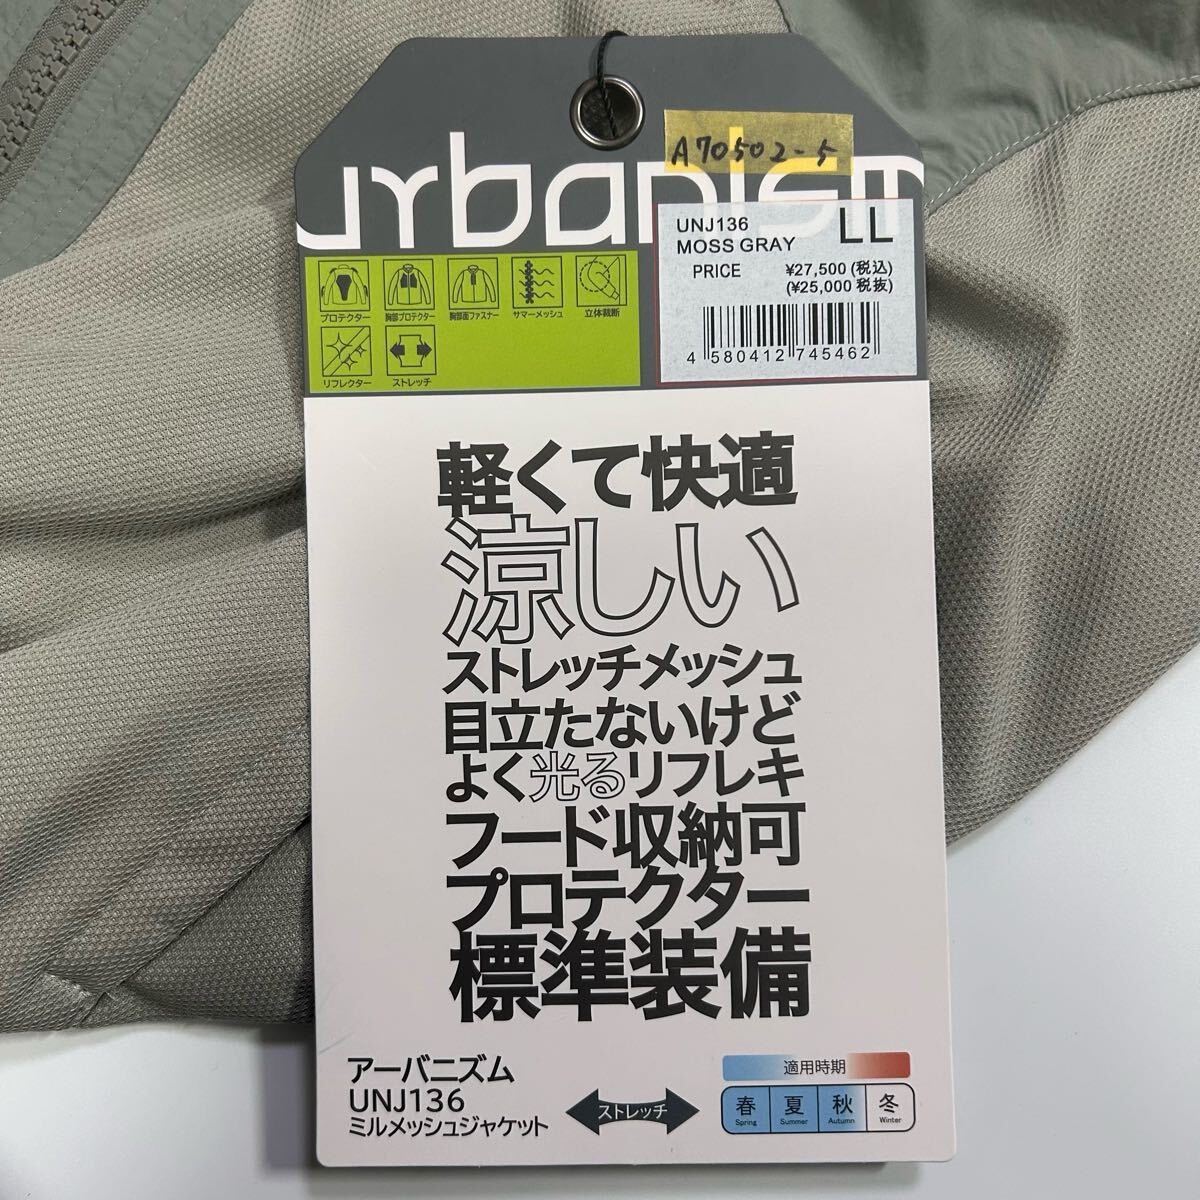 A70502-5
urbanism
UNJ136
LL
MOSS GRAY
PRICE ¥27,500(税込)
(¥25,000 税抜)
4 580412 745462
プロテクター
胸部プロテクター
胸部面ファスナー
サマーメッシュ
立体裁断
リフレクター
ストレッチ
軽くて快適
涼しい
ストレッチメッシュ
目立たないけど
よく光るリフレキ
フード収納可
プロテクター
標準装備
アーバニズム
UNJ136
ミルメッシュジャケット
ストレッチ
適用時期
春 夏 秋 冬
Spring Summer Autumn Winter